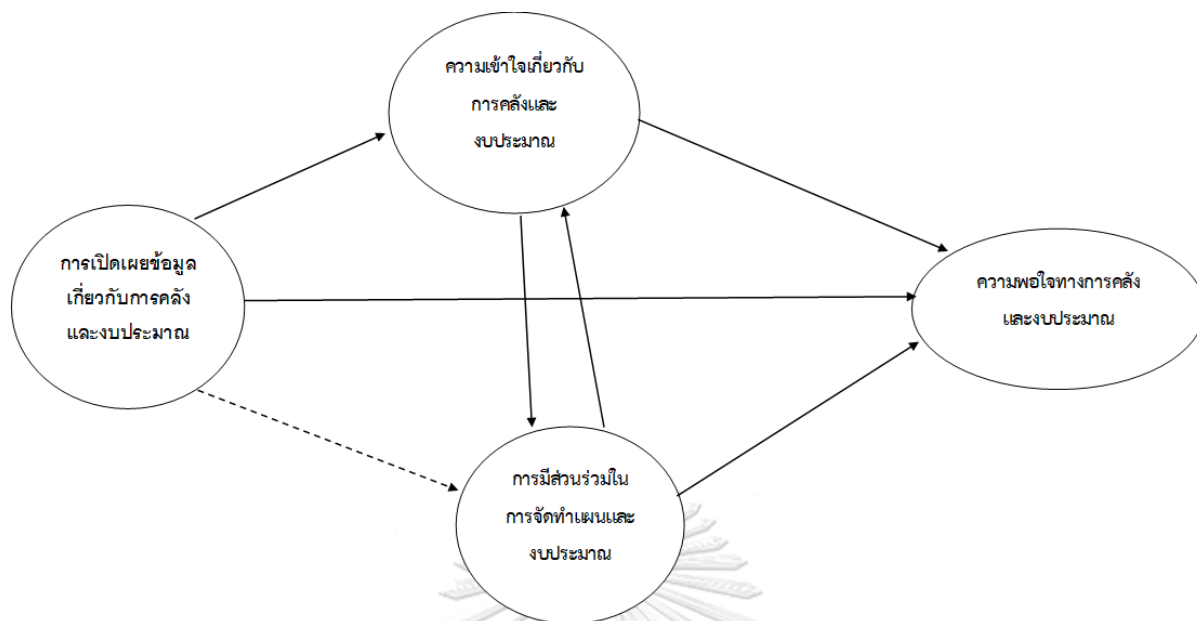 ความเข้าใจเกี่ยวกับ
การคลังและ
งบประมาณ
การเปิดเผยข้อมูล
เกี่ยวกับการคลัง
และงบประมาณ
ความพอใจทางการคลัง
และงบประมาณ
การมีส่วนร่วมใน
การจัดทำแผนและ
งบประมาณ